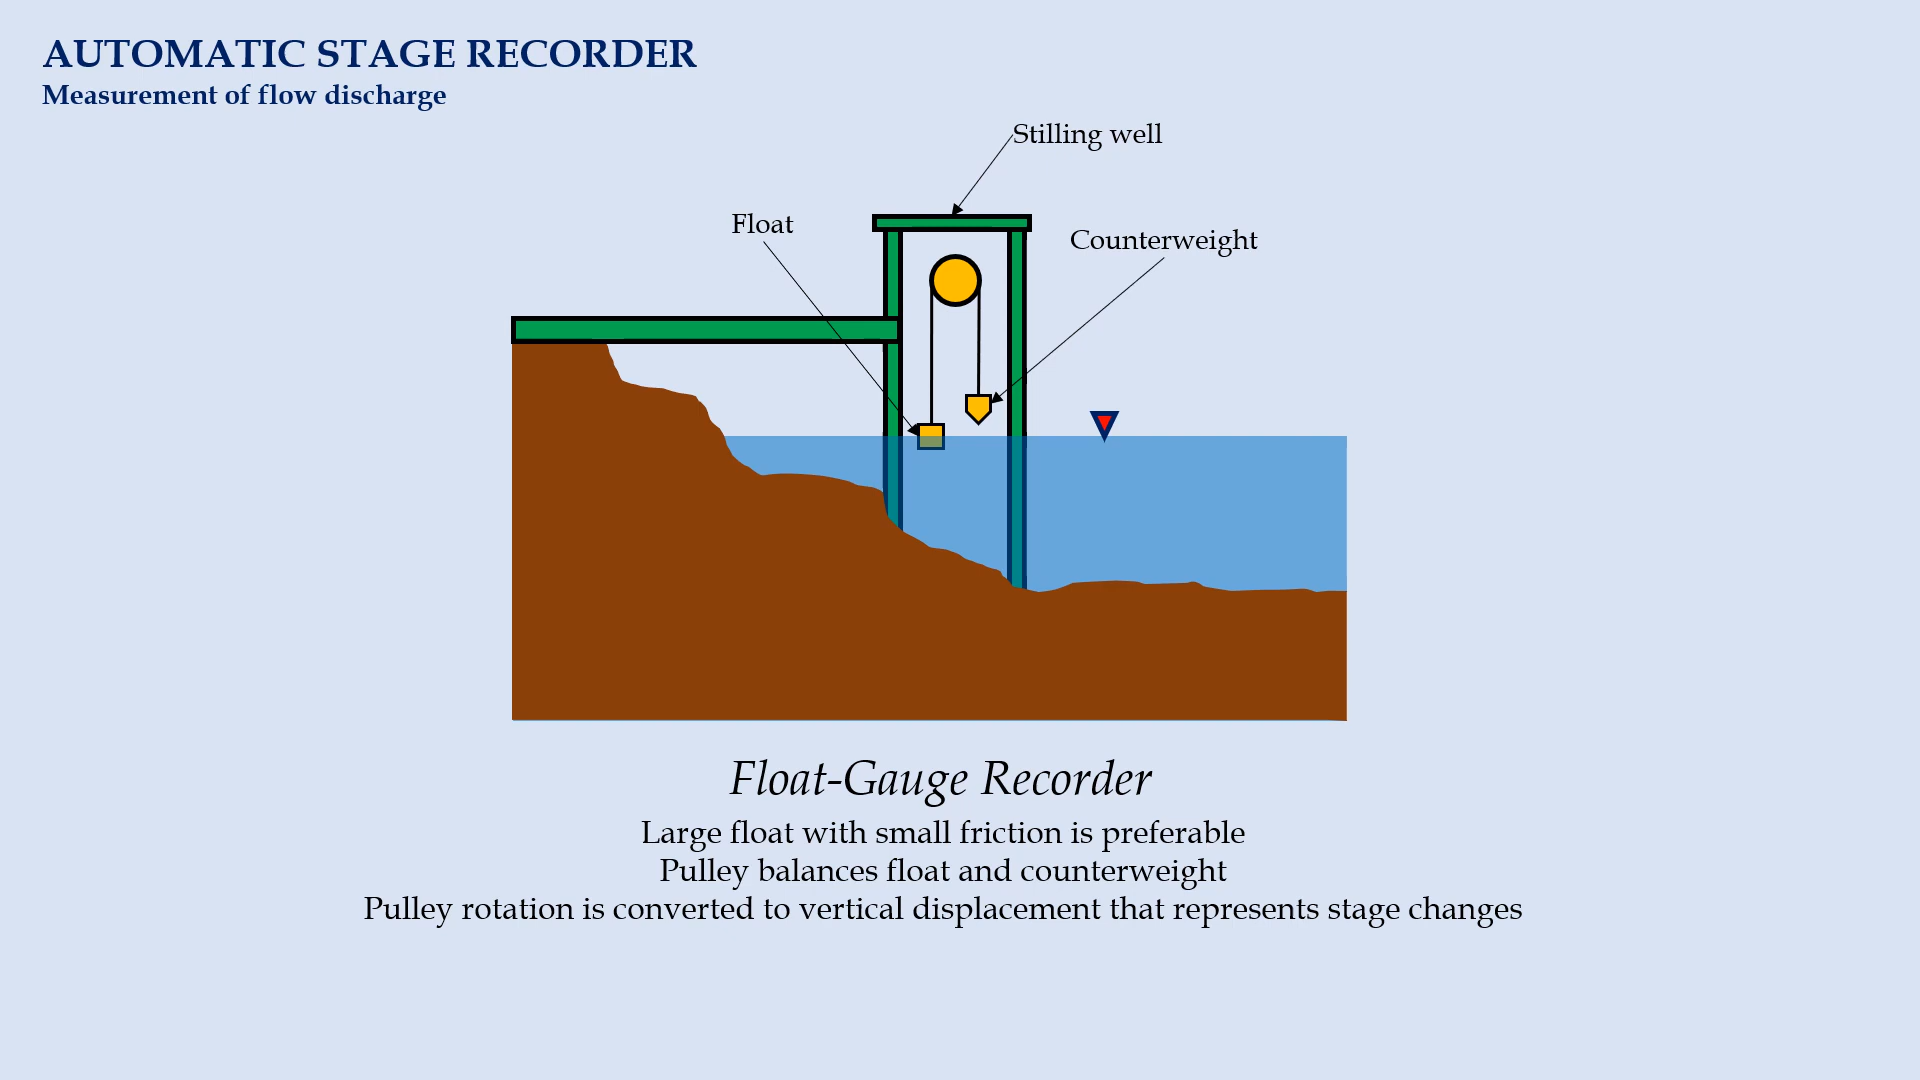 AUTOMATIC STAGE RECORDER
Measurement of flow discharge
Stilling well
Float
Counterweight
Float-Gauge Recorder
Large float with small friction is preferable
Pulley balances float and counterweight
Pulley rotation is converted to vertical displacement that represents stage changes